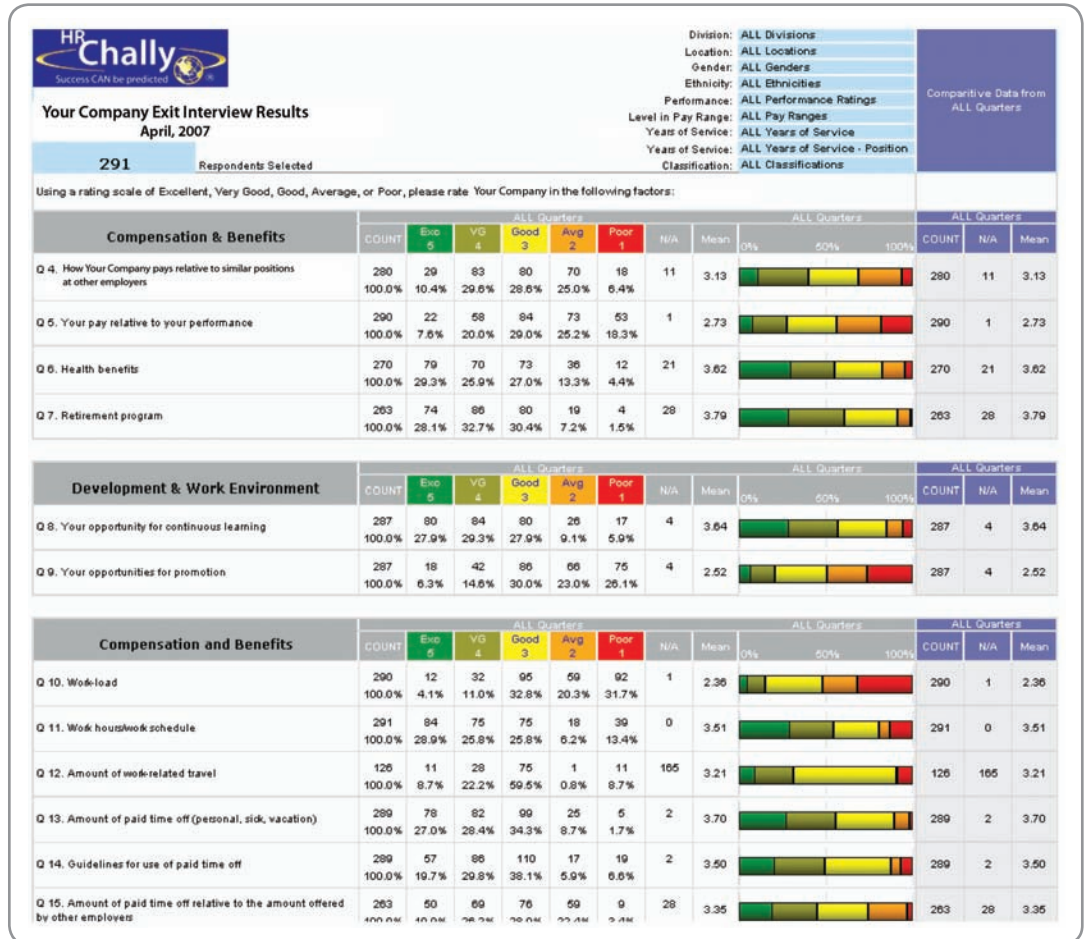 HR Chally
Success CAN be predicted
Your Company Exit Interview Results
April, 2007
291 Respondents Selected
Division: ALL Divisions
Location: ALL Locations
Gender: ALL Genders
Ethnicity: ALL Ethnicities
Performance: ALL Performance Ratings
Level in Pay Range: ALL Pay Ranges
Years of Service: ALL Years of Service
Years of Service: ALL Years of Service - Position
Classification: ALL Classifications
Comparitive Data from
ALL Quarters
Using a rating scale of Excellent, Very Good, Good, Average, or Poor, please rate Your Company in the following factors:
ALL Quarters ALL Quarters ALL Quarters
Compensation & Benefits COUNT Exc 5 VG 4 Good 3 Avg 2 Poor 1 N/A Mean 0% 50% 100% COUNT N/A Mean
Q 4. How Your Company pays relative to similar positions
at other employers
280 29 83 80 70 18 11 3.13 280 11 3.13
100.0% 10.4% 29.6% 28.6% 25.0% 6.4%
Q 5. Your pay relative to your performance
290 22 58 84 73 53 1 2.73 290 1 2.73
100.0% 7.6% 20.0% 29.0% 25.2% 18.3%
Q 6. Health benefits
270 79 70 73 36 12 21 3.62 270 21 3.62
100.0% 29.3% 25.9% 27.0% 13.3% 4.4%
Q 7. Retirement program
263 74 86 80 19 4 28 3.79 263 28 3.79
100.0% 28.1% 32.7% 30.4% 7.2% 1.5%
ALL Quarters ALL Quarters ALL Quarters
Development & Work Environment COUNT Exc 5 VG 4 Good 3 Avg 2 Poor 1 N/A Mean 0% 50% 100% COUNT N/A Mean
Q 8. Your opportunity for continuous learning
287 80 84 80 26 17 4 3.64 287 4 3.64
100.0% 27.9% 29.3% 27.9% 9.1% 5.9%
Q 9. Your opportunities for promotion
287 18 42 86 66 75 4 2.52 287 4 2.52
100.0% 6.3% 14.6% 30.0% 23.0% 26.1%
ALL Quarters ALL Quarters ALL Quarters
Compensation and Benefits COUNT Exc 5 VG 4 Good 3 Avg 2 Poor 1 N/A Mean 0% 50% 100% COUNT N/A Mean
Q 10. Work-load
290 12 32 95 59 92 1 2.36 290 1 2.36
100.0% 4.1% 11.0% 32.8% 20.3% 31.7%
Q 11. Work hours/work schedule
291 84 75 75 18 39 0 3.51 291 0 3.51
100.0% 28.9% 25.8% 25.8% 6.2% 13.4%
Q 12. Amount of work-related travel
126 11 28 75 1 11 165 3.21 126 165 3.21
100.0% 8.7% 22.2% 59.5% 0.8% 8.7%
Q 13. Amount of paid time off (personal, sick, vacation)
289 78 82 99 25 5 2 3.70 289 2 3.70
100.0% 27.0% 28.4% 34.3% 8.7% 1.7%
Q 14. Guidelines for use of paid time off
289 57 86 110 17 19 2 3.50 289 2 3.50
100.0% 19.7% 29.8% 38.1% 5.9% 6.6%
Q 15. Amount of paid time off relative to the amount offered
by other employers
263 50 69 76 59 9 28 3.35 263 28 3.35